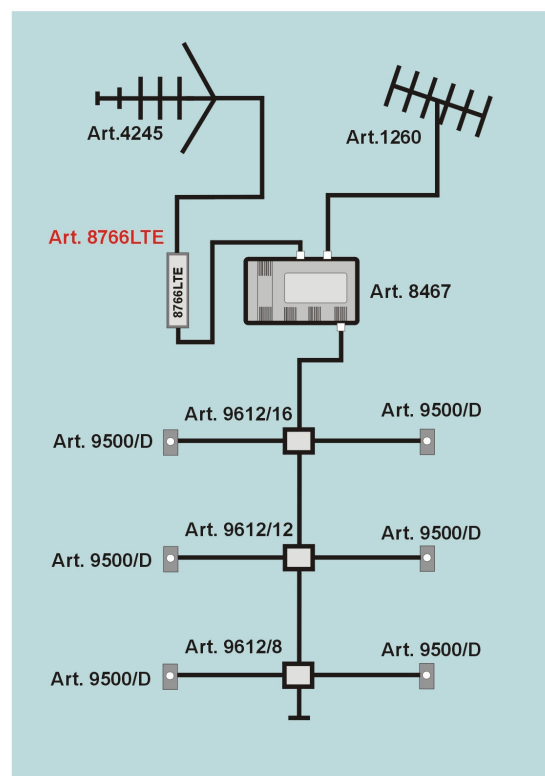 Art.4245
Art.1260
Art. 8766LTE
8766LTE
Art. 8467
Art. 9612/16
Art. 9500/D
Art. 9500/D
Art. 9612/12
Art. 9500/D
Art. 9500/D
Art. 9612/8
Art. 9500/D
Art. 9500/D